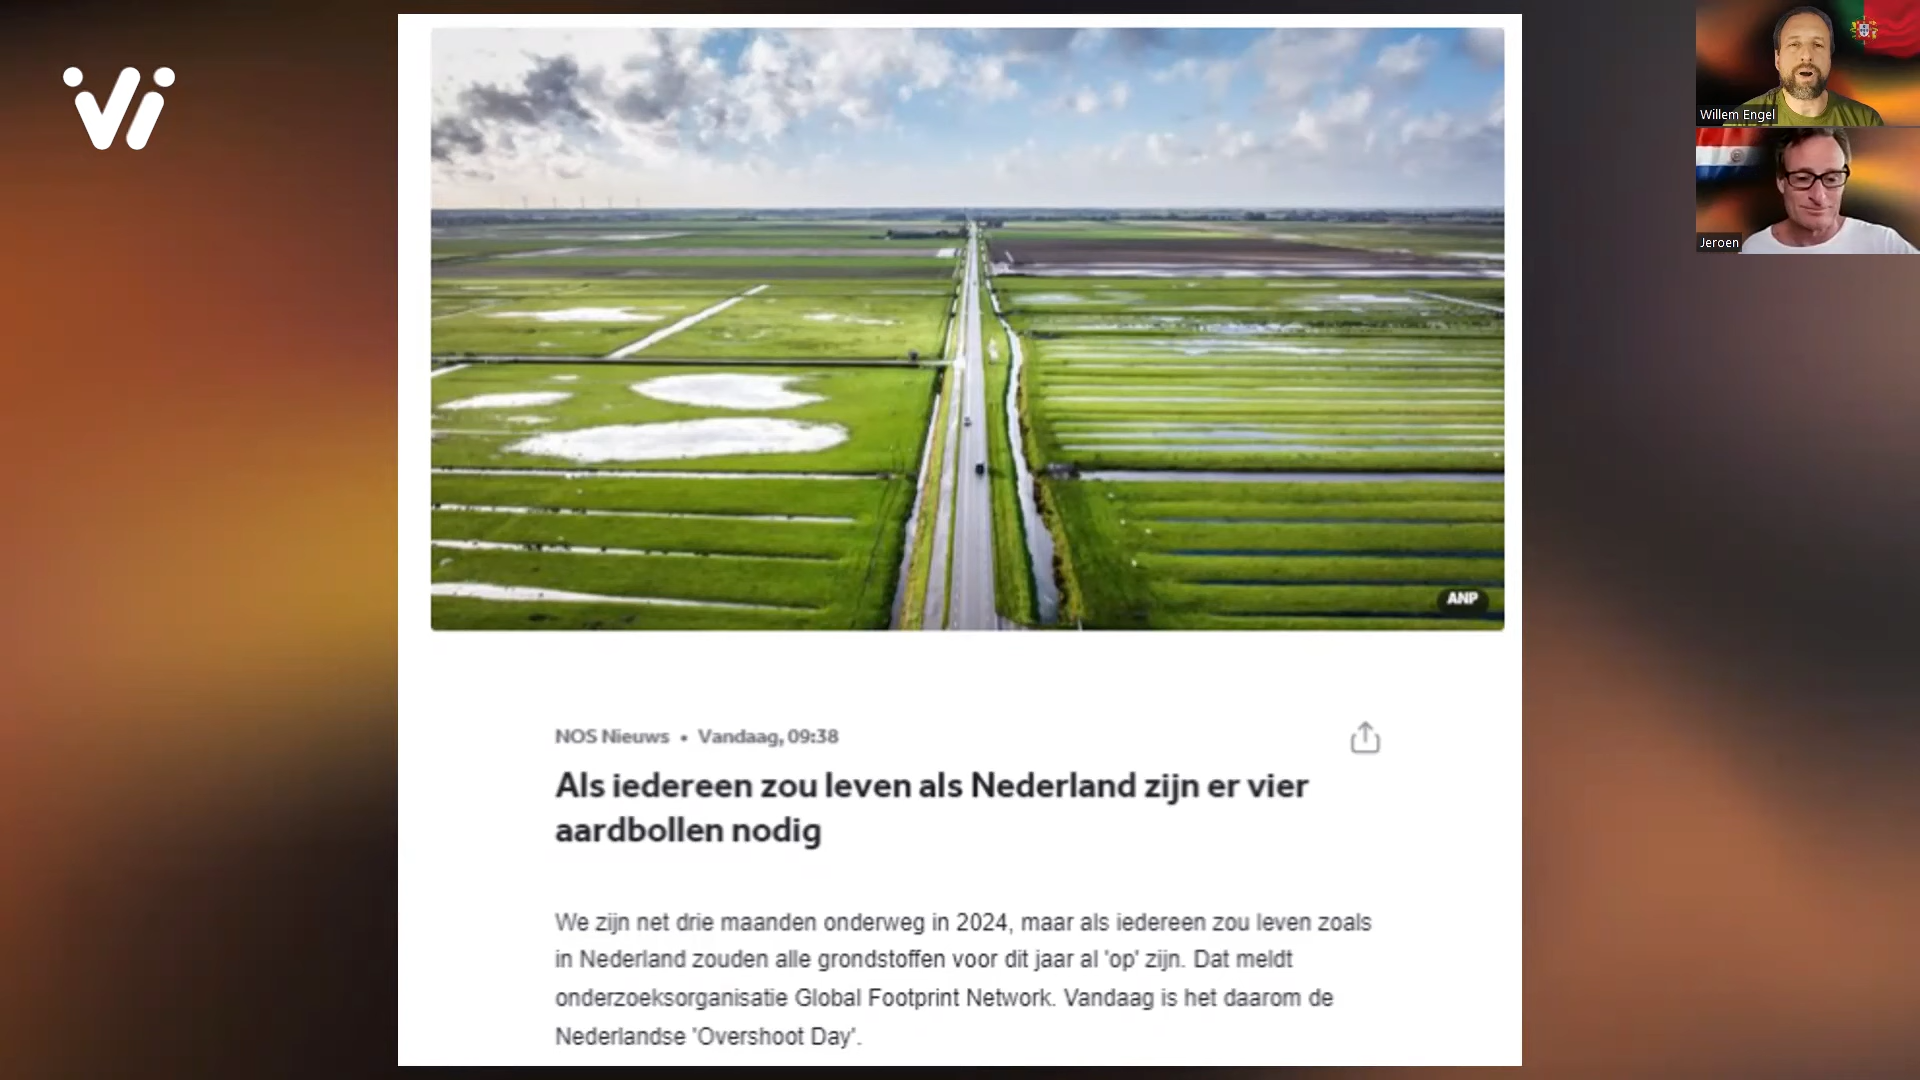 Vi
Willem Engel
Jeroen
ANP
NOS Nieuws • Vandaag, 09:38
Als iedereen zou leven als Nederland zijn er vier
aardbollen nodig
We zijn net drie maanden onderweg in 2024, maar als iedereen zou leven zoals
in Nederland zouden alle grondstoffen voor dit jaar al 'op' zijn. Dat meldt
onderzoeksorganisatie Global Footprint Network. Vandaag is het daarom de
Nederlandse 'Overshoot Day'.